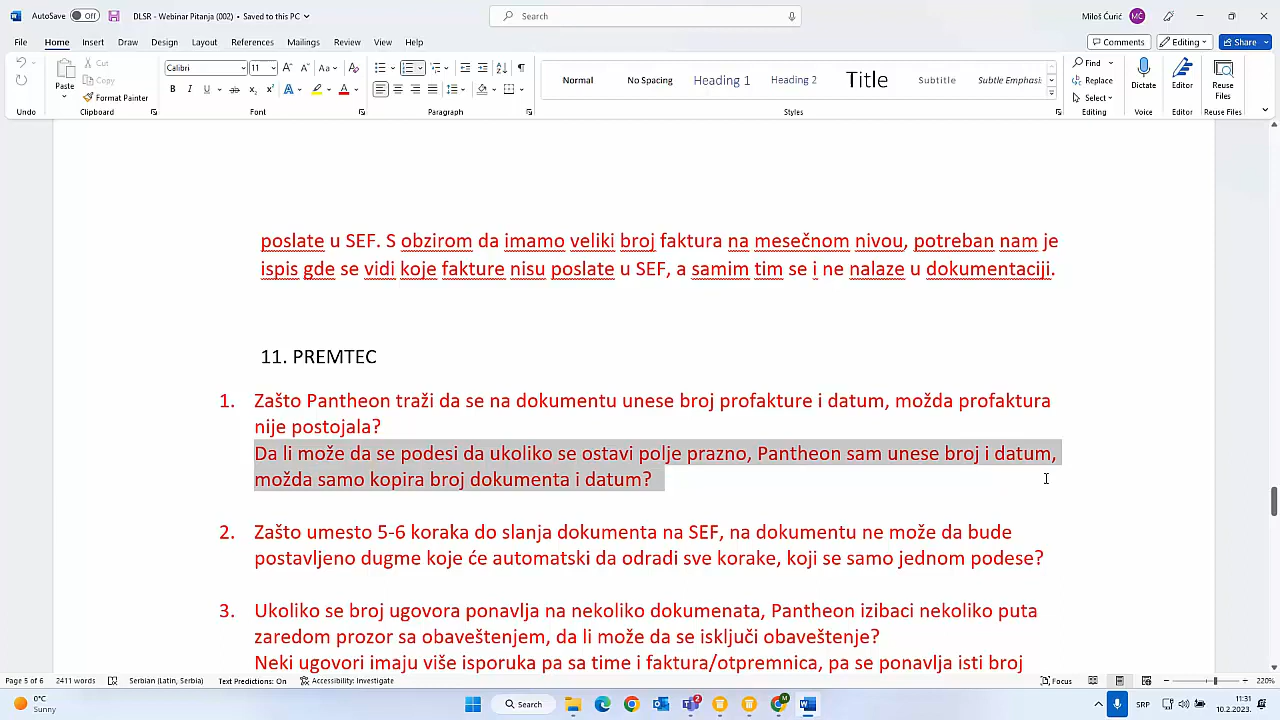 AutoSave Off DLSR - Webinar Pitanja (002) • Saved to this PC Search Miloš Ćurić MČ
File Home Insert Draw Design Layout References Mailings Review View Help Comments Editing Share
Paste Cut Copy Format Painter Calibri 11 Normal No Spacing Heading 1 Heading 2 Title Subtitle Subtle Emphasi... Find Replace Select Dictate Editor Reuse Files
Undo Clipboard Font Paragraph Styles Editing Voice Editor Reuse Files
poslate u SEF. S obzirom da imamo veliki broj faktura na mesečnom nivou, potreban nam je
ispis gde se vidi koje fakture nisu poslate u SEF, a samim tim se i ne nalaze u dokumentaciji.
11. PREMTEC
1. Zašto Pantheon traži da se na dokumentu unese broj profakture i datum, možda profaktura
nije postojala?
Da li može da se podesi da ukoliko se ostavi polje prazno, Pantheon sam unese broj i datum,
možda samo kopira broj dokumenta i datum?
2. Zašto umesto 5-6 koraka do slanja dokumenta na SEF, na dokumentu ne može da bude
postavljeno dugme koje će automatski da odradi sve korake, koji se samo jednom podese?
3. Ukoliko se broj ugovora ponavlja na nekoliko dokumenata, Pantheon izibaci nekoliko puta
zaredom prozor sa obaveštenjem, da li može da se isključi obaveštenje?
Neki ugovori imaju više isporuka pa sa time i faktura/otpremnica, pa se ponavlja isti broj
Page 5 of 6 2411 words Serbian (Latin, Serbia) Text Predictions: On Accessibility: Investigate Focus 220%
0°C
Sunny
Search
SRP
11:31
10.2.2023.